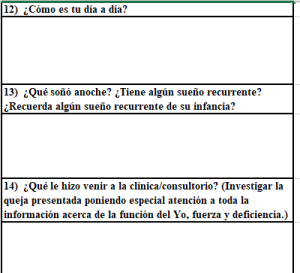 12) ¿Cómo es tu día a día?
13) ¿Qué soñó anoche? ¿Tiene algún sueño recurrente?
¿Recuerda algún sueño recurrente de su infancia?
14) ¿Qué le hizo venir a la clínica/consultorio? (Investigar la
queja presentada poniendo especial atención a toda la
información acerca de la función del Yo, fuerza y deficiencia.)